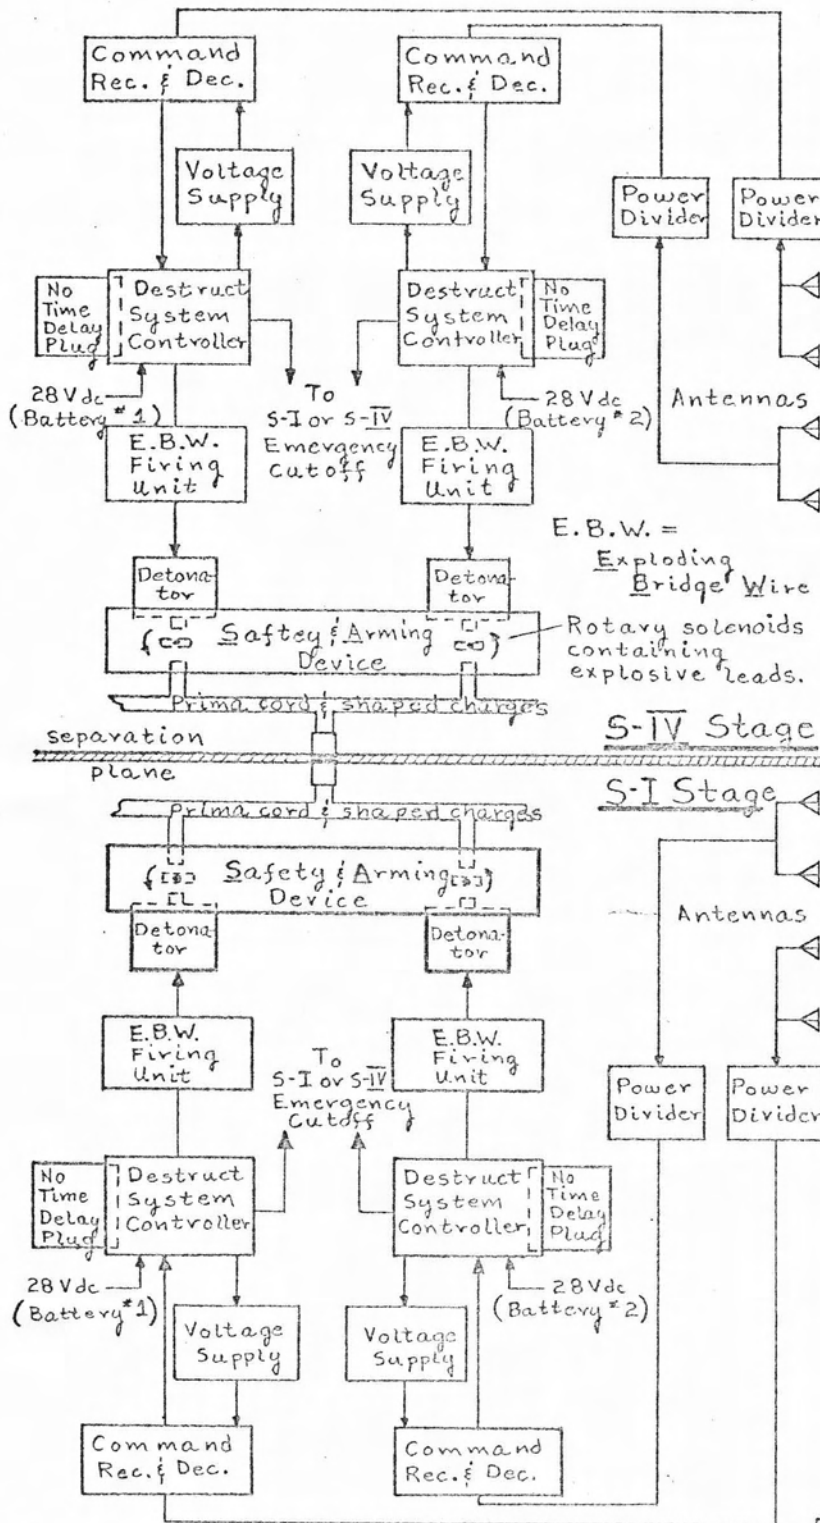 Command
Rec. & Dec.
Command
Rec. & Dec.
Voltage
Supply
Voltage
Supply
Power
Divider
Power
Divider
No
Time
Delay
Plug
Destruct
System
Controller
Destruct
System
Controller
No
Time
Delay
Plug
28 Vdc
(Battery #1)
To
S-I or S-IV
Emergency
Cutoff
28 Vdc
(Battery #2)
Antennas
E.B.W.
Firing
Unit
E.B.W.
Firing
Unit
E.B.W. =
Exploding
Bridge Wire
Detona-
tor
Detona-
tor
Saftey & Arming
Device
Rotary solenoids
containing
explosive leads.
Prima cord & shaped charges
S-IV Stage
separation
plane
S-I Stage
Prima cord & shaped charges
Safety & Arming
Device
Antennas
Detona-
tor
Detona-
tor
E.B.W.
Firing
Unit
To
S-I or S-IV
Emergency
Cutoff
E.B.W.
Firing
Unit
Power
Divider
Power
Divider
No
Time
Delay
Plug
Destruct
System
Controller
Destruct
System
Controller
No
Time
Delay
Plug
28 Vdc
(Battery #1)
28 Vdc
(Battery #2)
Voltage
Supply
Voltage
Supply
Command
Rec. & Dec.
Command
Rec. & Dec.